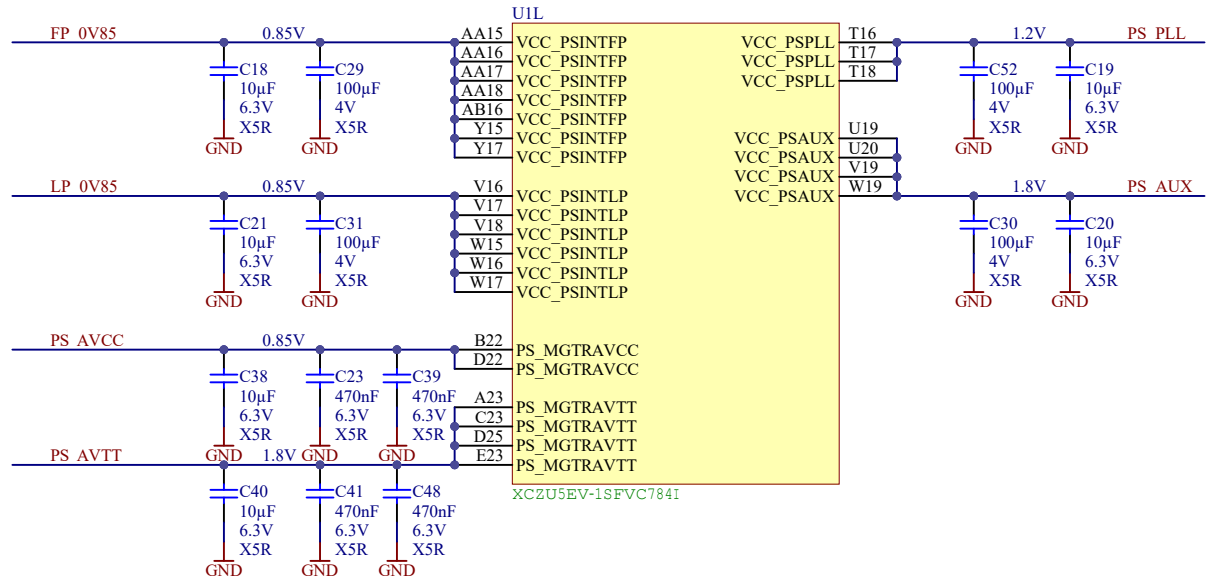 U1L
FP_0V85
0.85V
C18
10µF
6.3V
X5R
GND
C29
100µF
4V
X5R
GND
AA15 VCC_PSINTFP
AA16 VCC_PSINTFP
AA17 VCC_PSINTFP
AA18 VCC_PSINTFP
AB16 VCC_PSINTFP
Y15 VCC_PSINTFP
Y17 VCC_PSINTFP
LP_0V85
0.85V
C21
10µF
6.3V
X5R
GND
C31
100µF
4V
X5R
GND
V16 VCC_PSINTLP
V17 VCC_PSINTLP
V18 VCC_PSINTLP
W15 VCC_PSINTLP
W16 VCC_PSINTLP
W17 VCC_PSINTLP
PS_AVCC
0.85V
C38
10µF
6.3V
X5R
GND
C23
470nF
6.3V
X5R
GND
C39
470nF
6.3V
X5R
GND
B22 PS_MGTRAVCC
D22 PS_MGTRAVCC
PS_AVTT
1.8V
C40
10µF
6.3V
X5R
GND
C41
470nF
6.3V
X5R
GND
C48
470nF
6.3V
X5R
GND
A23 PS_MGTRAVTT
C23 PS_MGTRAVTT
D25 PS_MGTRAVTT
E23 PS_MGTRAVTT
VCC_PSPLL T16
VCC_PSPLL T17
VCC_PSPLL T18
1.2V
PS_PLL
C52
100µF
4V
X5R
GND
C19
10µF
6.3V
X5R
GND
VCC_PSAUX U19
VCC_PSAUX U20
VCC_PSAUX V19
VCC_PSAUX W19
1.8V
PS_AUX
C30
100µF
4V
X5R
GND
C20
10µF
6.3V
X5R
GND
XCZU5EV-1SFVC784I